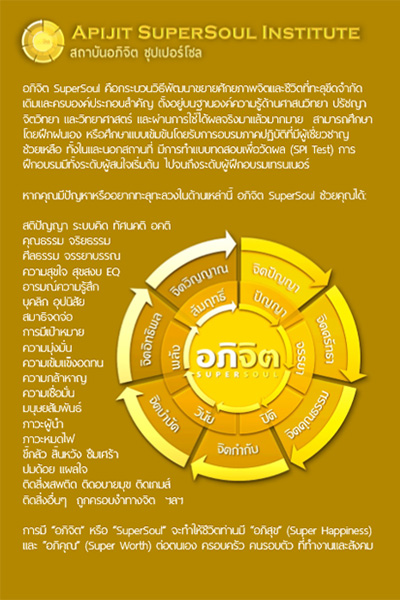 APIJIT SUPERSOUL INSTITUTE
สถาบันอภิจิต ซุปเปอร์โซล
อภิจิต SuperSoul คือกระบวนวิธีพัฒนาขยายศักยภาพจิตและชีวิตที่ทะลุขีดจำกัด
เดิมและครบองค์ประกอบสำคัญ ตั้งอยู่บนฐานองค์ความรู้ด้านศาสนวิทยา ปรัชญา
จิตวิทยา และวิทยาศาสตร์ และผ่านการใช้ได้ผลจริงมาแล้วมากมาย สามารถศึกษา
โดยฝึกฝนเอง หรือศึกษาแบบเข้มข้นโดยรับการอบรมภาคปฏิบัติที่มีผู้เชี่ยวชาญ
ช่วยเหลือ ทั้งในและนอกสถานที่ มีการทำแบบทดสอบเพื่อวัดผล (SPI Test) การ
ฝึกอบรมมีทั้งระดับผู้สนใจเริ่มต้น ไปจนถึงระดับผู้ฝึกอบรมเทรนเนอร์
หากคุณมีปัญหาหรืออยากทะลุทะลวงในด้านเหล่านี้ อภิจิต SuperSoul ช่วยคุณได้:
สติปัญญา ระบบคิด ทัศนคติ อคติ
คุณธรรม จริยธรรม
ศีลธรรม จรรยาบรรณ
ความสุขใจ สุขสงบ EQ
อารมณ์ความรู้สึก
บุคลิก อุปนิสัย
สมาธิจดจ่อ
การมีเป้าหมาย
ความมุ่งมั่น
ความเข้มแข็งอดทน
ความกล้าหาญ
ความเชื่อมั่น
มนุษยสัมพันธ์
ภาวะผู้นำ
ภาวะหมดไฟ
ขี้กลัว สิ้นหวัง ซึมเศร้า
ปมด้อย แผลใจ
ติดสิ่งเสพติด ติดอบายมุข ติดเกมส์
ติดสิ่งอื่นๆ ถูกครอบงำทางจิต ฯลฯ
จิตวิญญาณ
จิตปัญญา
จิตศรัทธา
จิตคุณธรรม
จิตกำกับ
จิตบำบัด
จิตอิทธิพล
สัมฤทธิ์
ปัญญา
จรรยา
ปีติ
วินัย
พลัง
อภิจิต
SUPERSOUL
การมี "อภิจิต" หรือ "SuperSoul" จะทำให้ชีวิตท่านมี "อภิสุข" (Super Happiness)
และ "อภิคุณ" (Super Worth) ต่อตนเอง ครอบครัว คนรอบตัว ที่ทำงานและสังคม